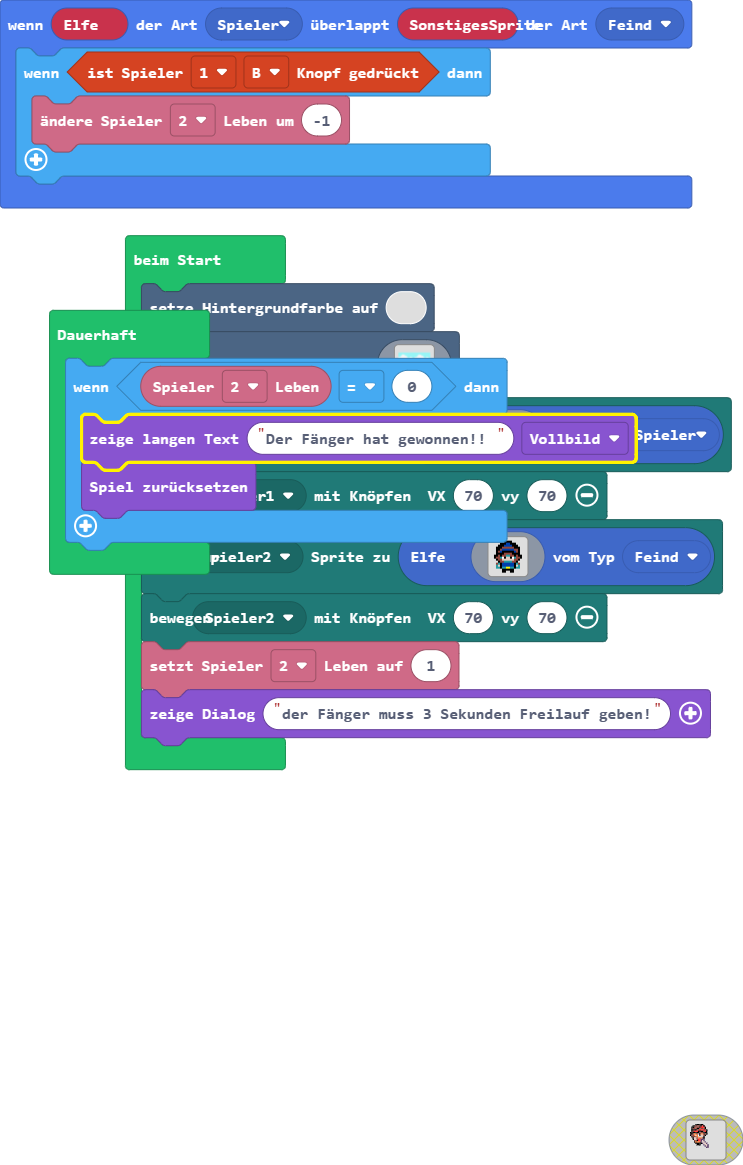 wenn Elfe der Art Spieler überlappt SonstigesSprite der Art Feind
wenn ist Spieler 1 B Knopf gedrückt dann
ändere Spieler 2 Leben um -1
beim Start
setze Hintergrundfarbe auf
Dauerhaft
wenn Spieler 2 Leben = 0 dann
zeige langen Text "Der Fänger hat gewonnen!! " Vollbild
Spieler
Spiel zurücksetzen
mit Knöpfen VX 70 vy 70
Spieler2 Sprite zu Elfe vom Typ Feind
bewegen Spieler2 mit Knöpfen VX 70 vy 70
setzt Spieler 2 Leben auf 1
zeige Dialog "der Fänger muss 3 Sekunden Freilauf geben!"